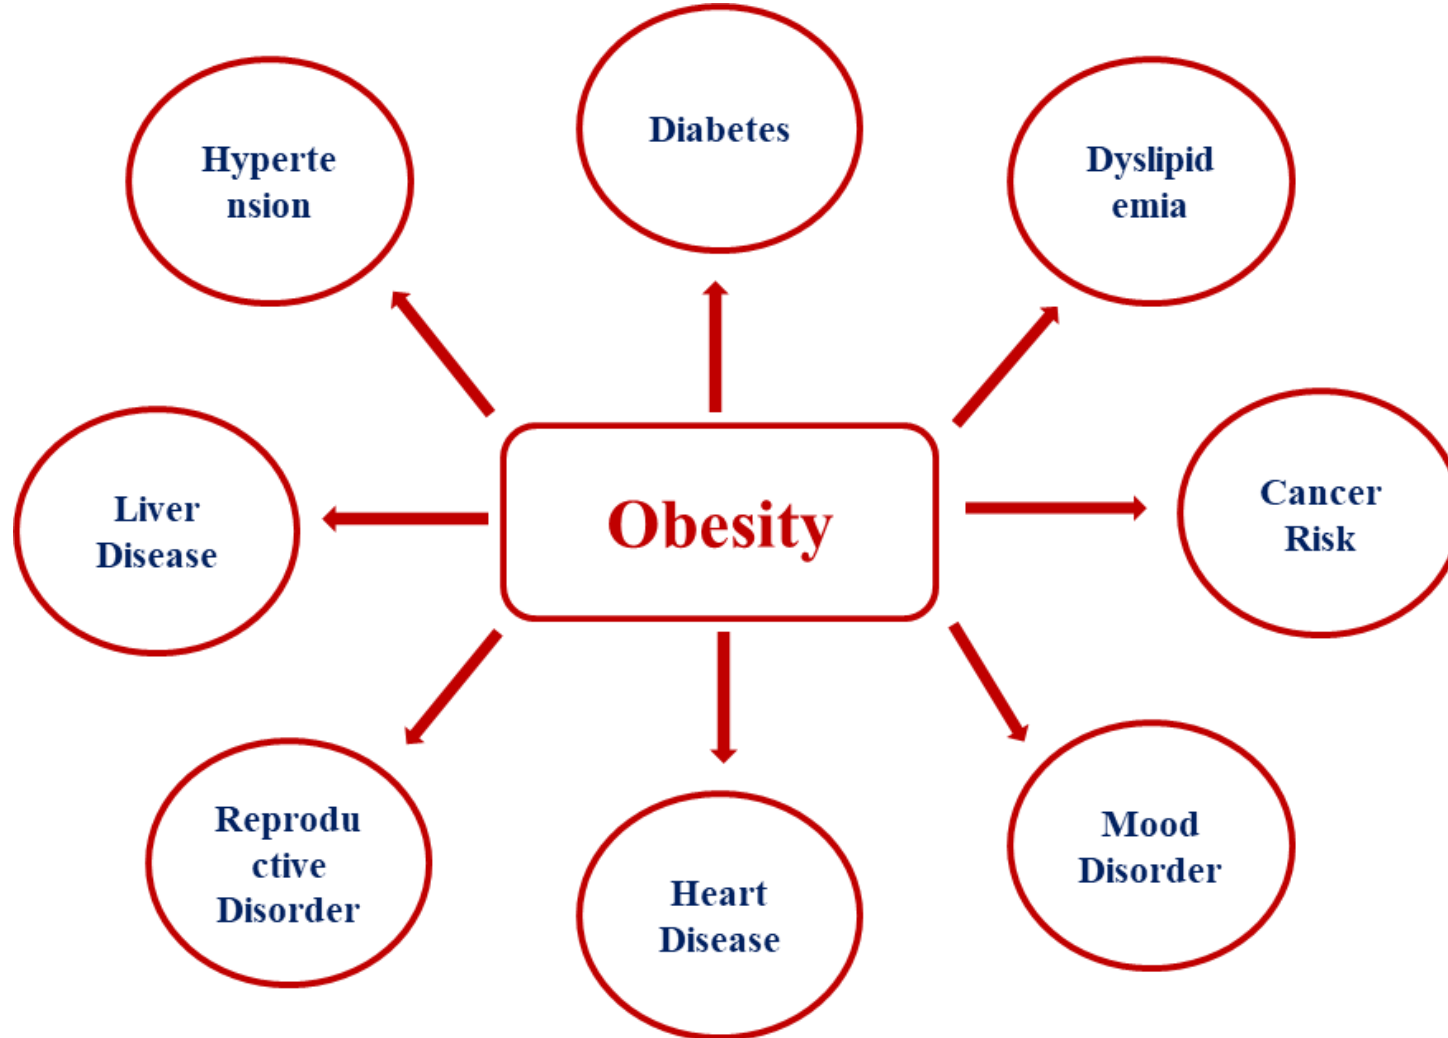 Diabetes
Hyperte
nsion
Dyslipid
emia
Liver
Disease
Obesity
Cancer
Risk
Reprodu
ctive
Disorder
Heart
Disease
Mood
Disorder